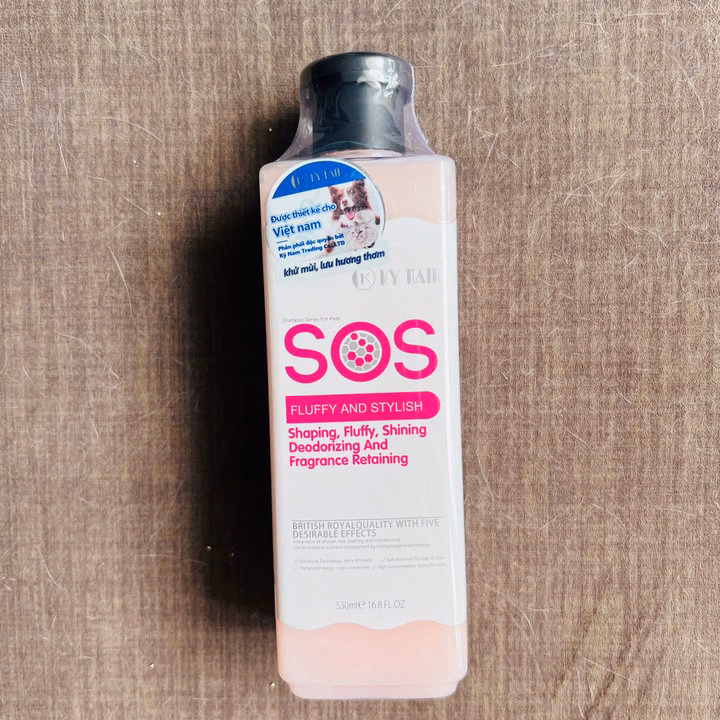 KY NAM
Được thiết kế cho
Việt nam
Phân phối độc quyền bởi
Kỳ Nam Trading Co.,LTD
khử mùi, lưu hương thơm
K KY NAM
Shampoo Series For Pets
SOS
FLUFFY AND STYLISH
Shaping, Fluffy, Shining
Deodorizing And
Fragrance Retaining
BRITISH ROYALQUALITY WITH FIVE
DESIRABLE EFFECTS
530ml e 16.8 FL OZ